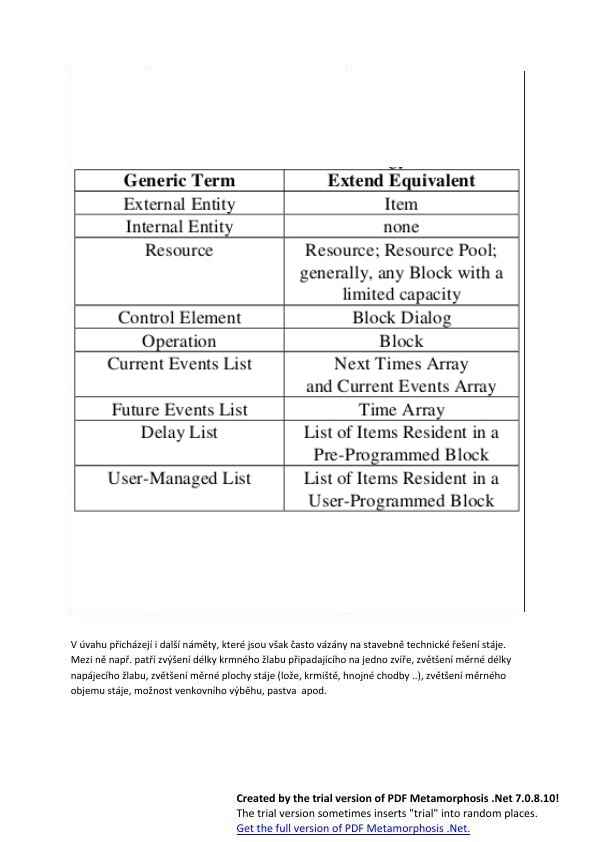 Generic Term Extend Equivalent
External Entity Item
Internal Entity none
Resource Resource; Resource Pool;
generally, any Block with a
limited capacity
Control Element Block Dialog
Operation Block
Current Events List Next Times Array
and Current Events Array
Future Events List Time Array
Delay List List of Items Resident in a
Pre-Programmed Block
User-Managed List List of Items Resident in a
User-Programmed Block
V úvahu přicházejí i další náměty, které jsou však často vázány na stavebně technické řešení stáje.
Mezi ně např. patří zvýšení délky krmného žlabu připadajícího na jedno zvíře, zvětšení měrné délky
napájecího žlabu, zvětšení měrné plochy stáje (lože, krmiště, hnojné chodby ..), zvětšení měrného
objemu stáje, možnost venkovního výběhu, pastva apod.
Created by the trial version of PDF Metamorphosis .Net 7.0.8.10!
The trial version sometimes inserts "trial" into random places.
Get the full version of PDF Metamorphosis .Net.